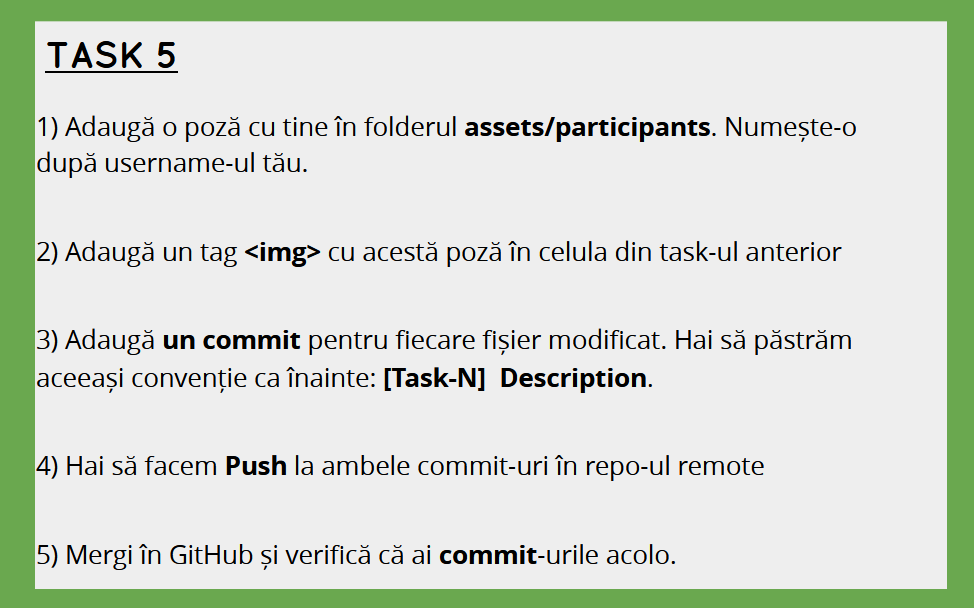 TASK 5
1) Adaugă o poză cu tine în folderul assets/participants. Numește-o
după username-ul tău.
2) Adaugă un tag <img> cu acestă poză în celula din task-ul anterior
3) Adaugă un commit pentru fiecare fișier modificat. Hai să păstrăm
aceeași convenție ca înainte: [Task-N]  Description.
4) Hai să facem Push la ambele commit-uri în repo-ul remote
5) Mergi în GitHub și verifică că ai commit-urile acolo.